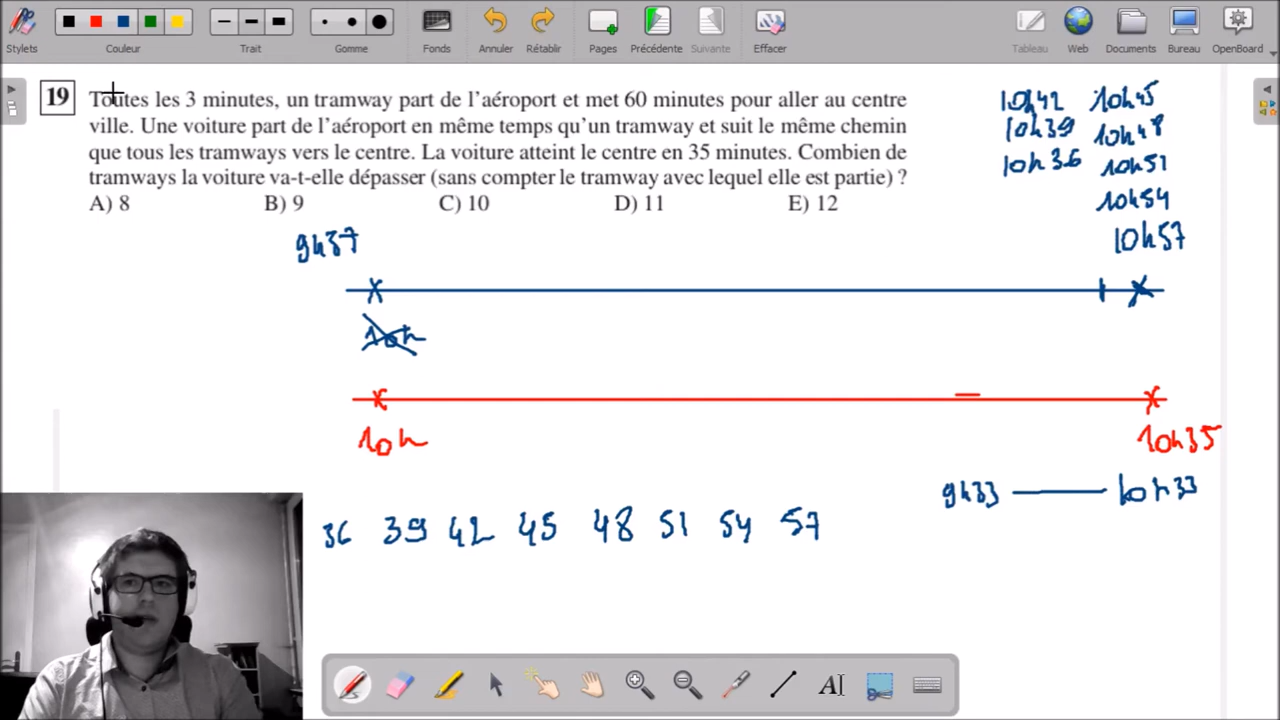 Stylets
Couleur
Trait
Gomme
Fonds
Annuler
Rétablir
Pages
Précédente
Suivante
Effacer
Tableau
Web
Documents
Bureau
OpenBoard
19 Toutes les 3 minutes, un tramway part de l'aéroport et met 60 minutes pour aller au centre
ville. Une voiture part de l'aéroport en même temps qu'un tramway et suit le même chemin
que tous les tramways vers le centre. La voiture atteint le centre en 35 minutes. Combien de
tramways la voiture va-t-elle dépasser (sans compter le tramway avec lequel elle est partie) ?
A) 8 B) 9 C) 10 D) 11 E) 12
10h42 10h45
10h39 10h48
10h36 10h51
10h54
10h57
9h57
10h
10h 10h35
9h33 10h33
36 39 42 45 48 51 54 57
AI